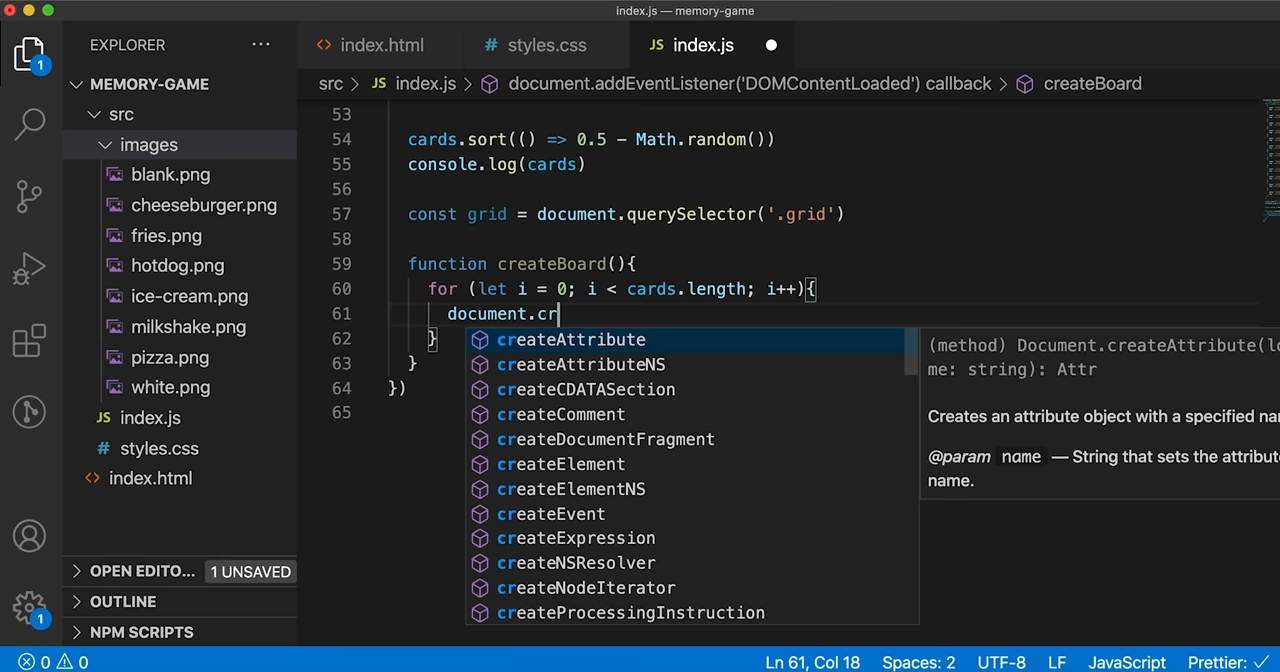 index.js — memory-game
EXPLORER ···
index.html
# styles.css
JS index.js
src > JS index.js > document.addEventListener('DOMContentLoaded') callback > createBoard
1
MEMORY-GAME
src
images
blank.png
cheeseburger.png
fries.png
hotdog.png
ice-cream.png
milkshake.png
pizza.png
white.png
JS index.js
# styles.css
<> index.html
OPEN EDITO... 1 UNSAVED
OUTLINE
NPM SCRIPTS
1
53
54 cards.sort(() => 0.5 - Math.random())
55 console.log(cards)
56
57 const grid = document.querySelector('.grid')
58
59 function createBoard(){
60 for (let i = 0; i < cards.length; i++){
61 document.cr
62 }
63 }
64 })
65
createAttribute
createAttributeNS
createCDATASection
createComment
createDocumentFragment
createElement
createElementNS
createEvent
createExpression
createNSResolver
createNodeIterator
createProcessingInstruction
(method) Document.createAttribute(lo
me: string): Attr
Creates an attribute object with a specified na
@param name — String that sets the attribute
name.
0 0 Ln 61, Col 18 Spaces: 2 UTF-8 LF JavaScript Prettier: ✓